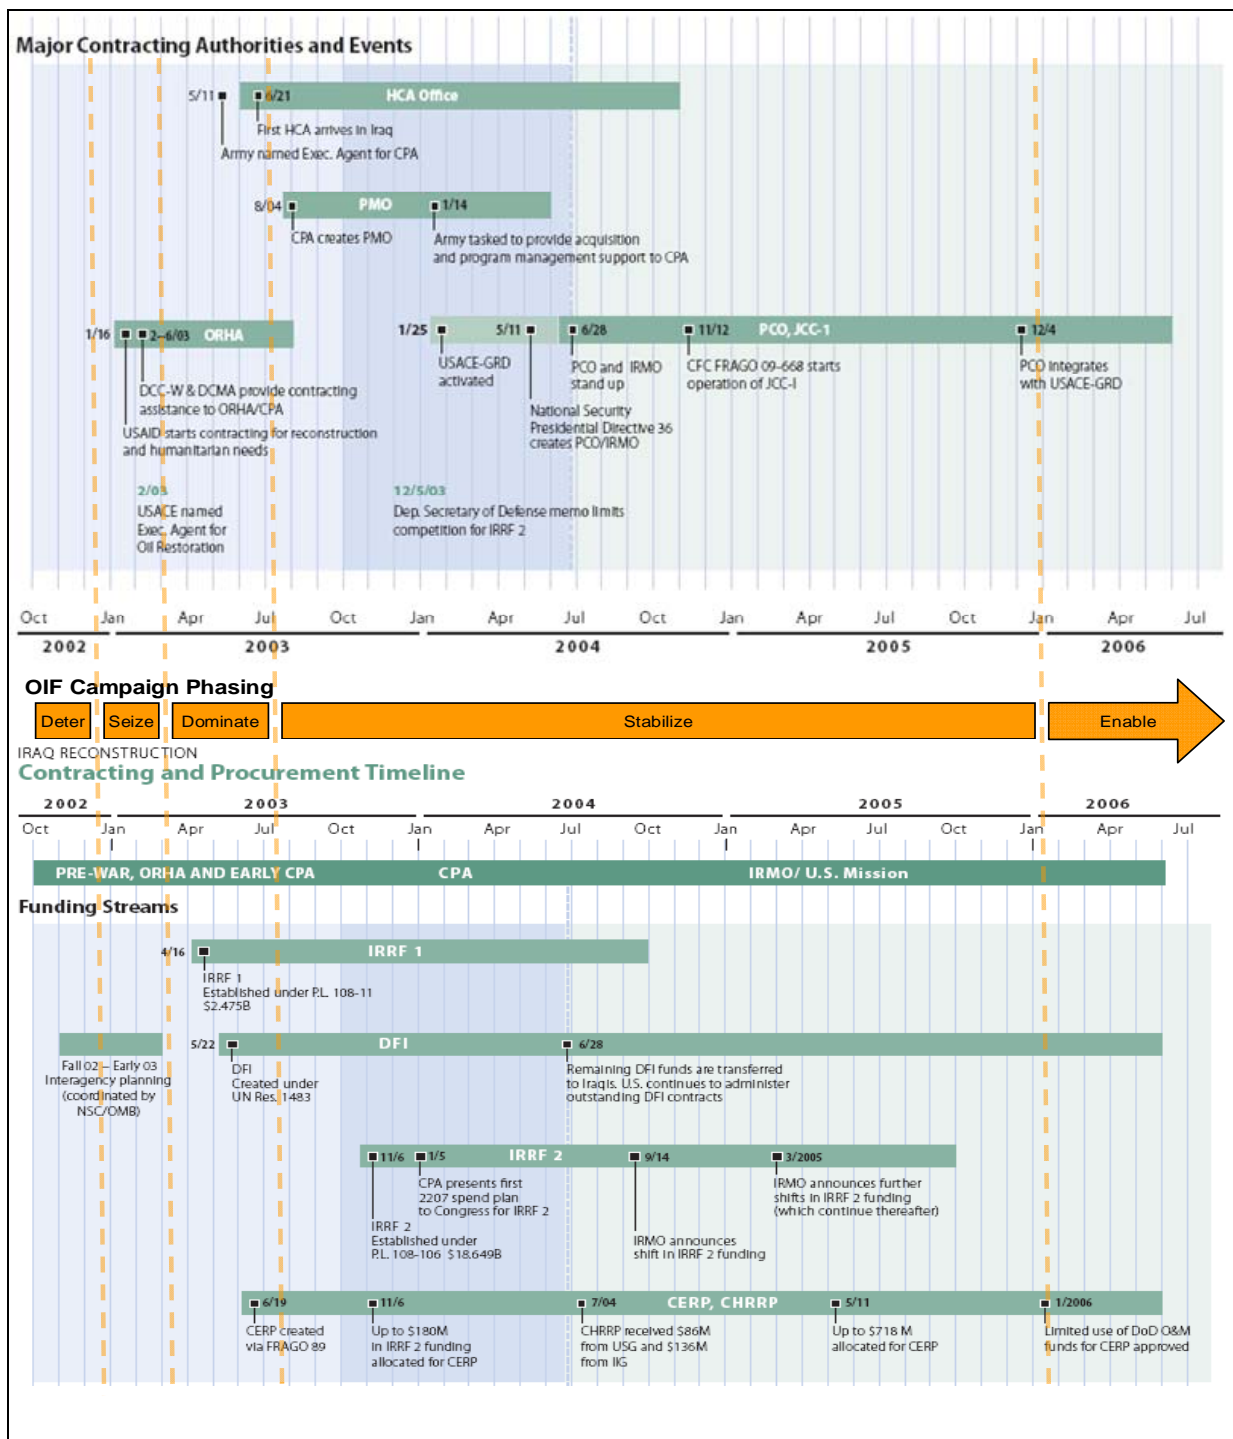 Major Contracting Authorities and Events
5/11
6/21
HCA Office
First HCA arrives in Iraq
Army named Exec. Agent for CPA
8/04
PMO
1/14
CPA creates PMO
Army tasked to provide acquisition
and program management support to CPA
1/16
2–6/03
ORHA
1/25
5/11
6/28
11/12
PCO, JCC-1
12/4
DCC-W & DCMA provide contracting
assistance to ORHA/CPA
USAID starts contracting for reconstruction
and humanitarian needs
USACE-GRD
activated
National Security
Presidential Directive 36
creates PCO/IRMO
PCO and IRMO
stand up
CFC FRAGO 09-668 starts
operation of JCC-I
PCO integrates
with USACE-GRD
2/03
USACE named
Exec. Agent for
Oil Restoration
12/5/03
Dep. Secretary of Defense memo limits
competition for IRRF 2
Oct Jan Apr Jul Oct Jan Apr Jul Oct Jan Apr Jul Oct Jan Apr Jul
2002 2003 2004 2005 2006
OIF Campaign Phasing
Deter Seize Dominate Stabilize Enable
IRAQ RECONSTRUCTION
Contracting and Procurement Timeline
2002 2003 2004 2005 2006
Oct Jan Apr Jul Oct Jan Apr Jul Oct Jan Apr Jul Oct Jan Apr Jul
PRE-WAR, ORHA AND EARLY CPA CPA IRMO/ U.S. Mission
Funding Streams
4/16
IRRF 1
IRRF 1
Established under P.L. 108-11
$2.475B
5/22
DFI
6/28
Fall 02 – Early 03
Interagency planning
(coordinated by
NSC/OMB)
DFI
Created under
UN Res. 1483
Remaining DFI funds are transferred
to Iraqis. U.S. continues to administer
outstanding DFI contracts
11/6
1/5
IRRF 2
9/14
3/2005
CPA presents first
2207 spend plan
to Congress for IRRF 2
IRRF 2
Established under
P.L. 108-106 $18.649B
IRMO announces
shift in IRRF 2 funding
IRMO announces further
shifts in IRRF 2 funding
(which continue thereafter)
6/19
11/6
7/04
CERP, CHRRP
5/11
1/2006
CERP created
via FRAGO 89
Up to $180M
in IRRF 2 funding
allocated for CERP
CHRRP received $86M
from USG and $136M
from IIG
Up to $718 M
allocated for CERP
Limited use of DoD O&M
funds for CERP approved